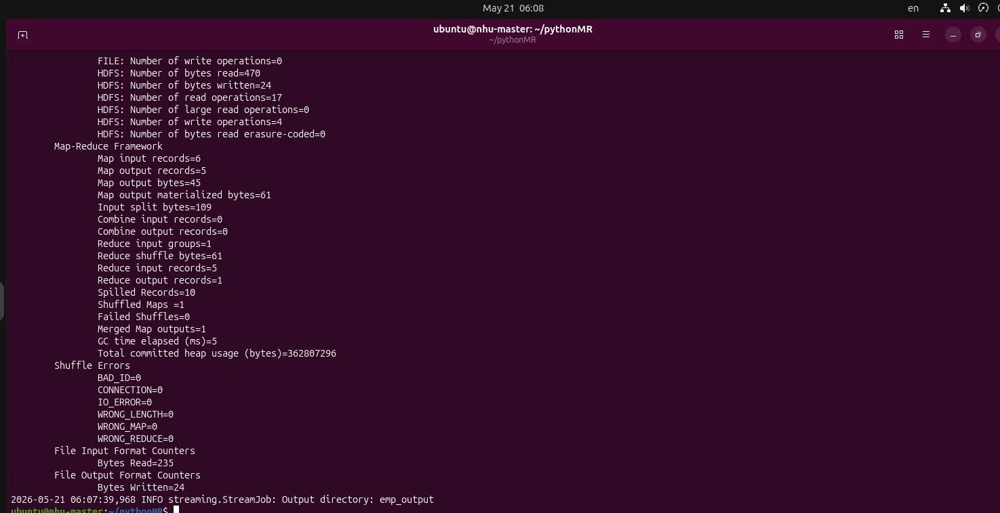 May 21 06:08
en
ubuntu@nhu-master: ~/pythonMR
~/pythonMR
FILE: Number of write operations=0
HDFS: Number of bytes read=470
HDFS: Number of bytes written=24
HDFS: Number of read operations=17
HDFS: Number of large read operations=0
HDFS: Number of write operations=4
HDFS: Number of bytes read erasure-coded=0
Map-Reduce Framework
Map input records=6
Map output records=5
Map output bytes=45
Map output materialized bytes=61
Input split bytes=109
Combine input records=0
Combine output records=0
Reduce input groups=1
Reduce shuffle bytes=61
Reduce input records=5
Reduce output records=1
Spilled Records=10
Shuffled Maps =1
Failed Shuffles=0
Merged Map outputs=1
GC time elapsed (ms)=5
Total committed heap usage (bytes)=362807296
Shuffle Errors
BAD_ID=0
CONNECTION=0
IO_ERROR=0
WRONG_LENGTH=0
WRONG_MAP=0
WRONG_REDUCE=0
File Input Format Counters
Bytes Read=235
File Output Format Counters
Bytes Written=24
2026-05-21 06:07:39,968 INFO streaming.StreamJob: Output directory: emp_output
ubuntu@nhu-master:~/pythonMR$